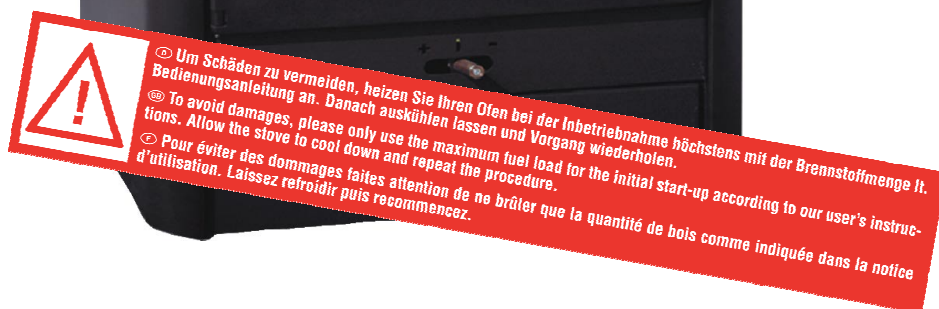 + I -
D Um Schäden zu vermeiden, heizen Sie Ihren Ofen bei der Inbetriebnahme höchstens mit der Brennstoffmenge lt.
Bedienungsanleitung an. Danach auskühlen lassen und Vorgang wiederholen.
GB To avoid damages, please only use the maximum fuel load for the initial start-up according to our user's instruc-
tions. Allow the stove to cool down and repeat the procedure.
F Pour éviter des dommages faites attention de ne brûler que la quantité de bois comme indiquée dans la notice
d'utilisation. Laissez refroidir puis recommencez.